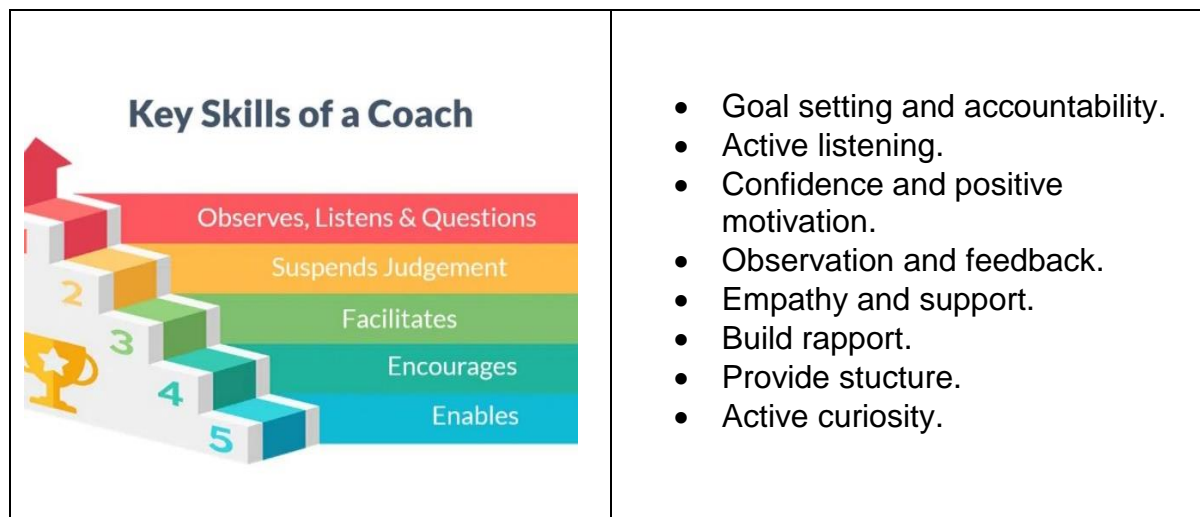 Key Skills of a Coach
Observes, Listens & Questions
2
Suspends Judgement
3
Facilitates
4
Encourages
5
Enables
• Goal setting and accountability.
• Active listening.
• Confidence and positive
motivation.
• Observation and feedback.
• Empathy and support.
• Build rapport.
• Provide stucture.
• Active curiosity.